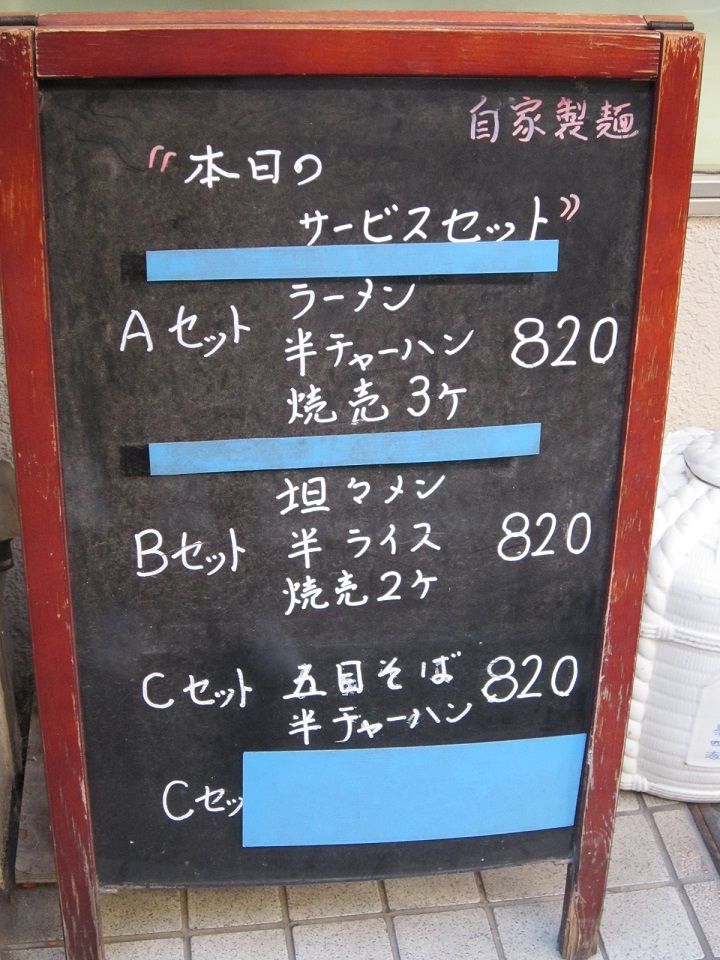 自家製麺
〝本日の
サービスセット〟
Aセット
ラーメン
半チャーハン
焼売3ケ
820
Bセット
坦々メン
半ライス
焼売2ケ
820
Cセット
五目そば
半チャーハン
820
Cセッ